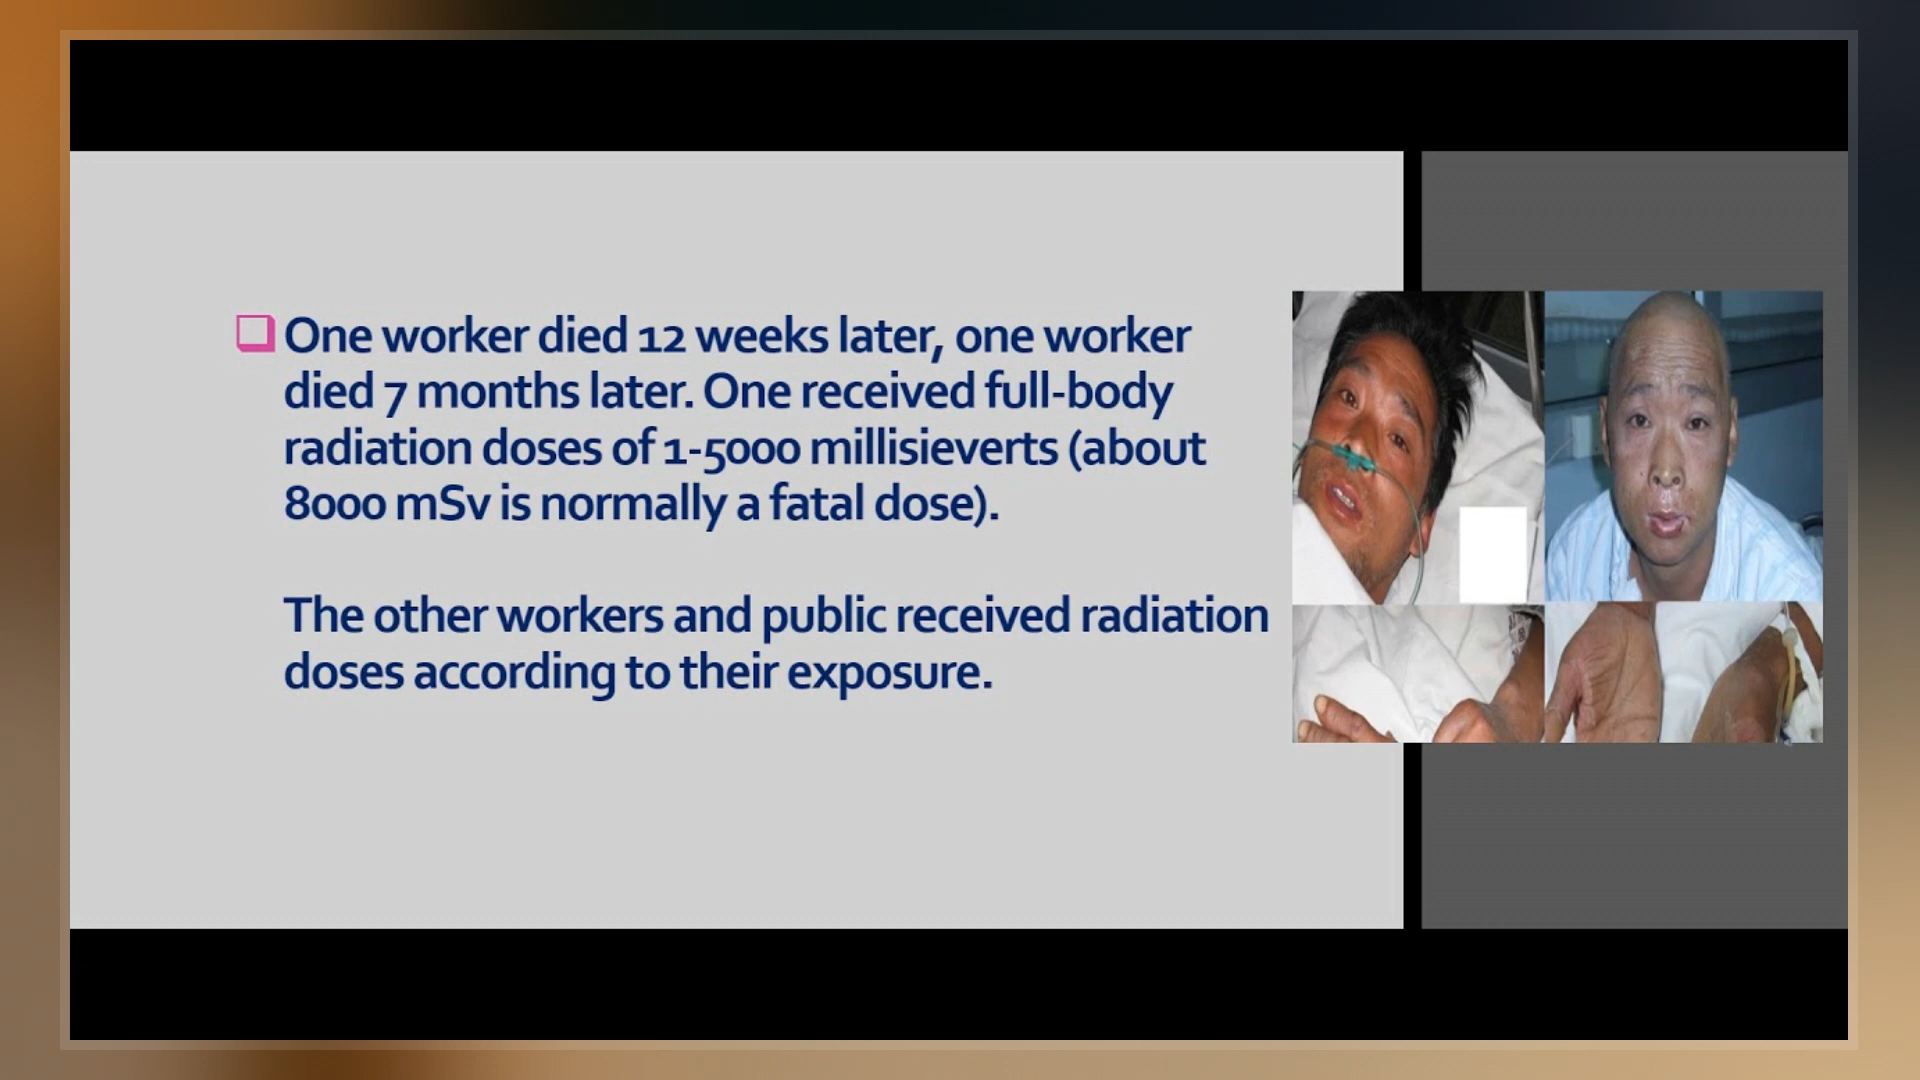 One worker died 12 weeks later, one worker
died 7 months later. One received full-body
radiation doses of 1-5000 millisieverts (about
8000 mSv is normally a fatal dose).
The other workers and public received radiation
doses according to their exposure.